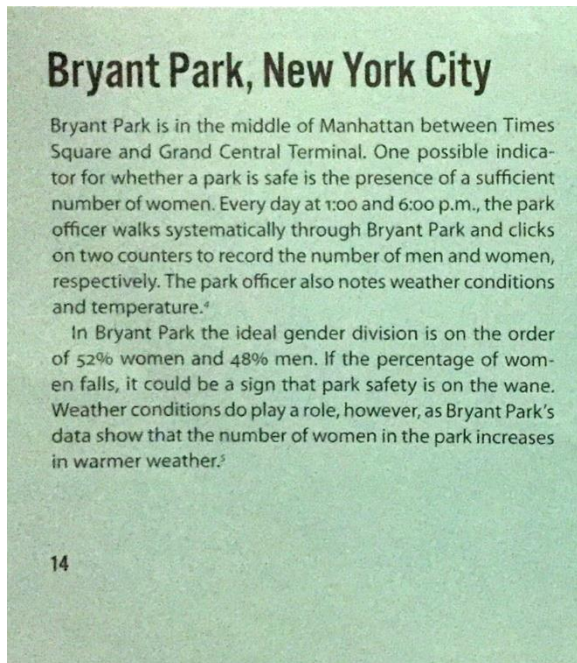 Bryant Park, New York City
Bryant Park is in the middle of Manhattan between Times
Square and Grand Central Terminal. One possible indica-
tor for whether a park is safe is the presence of a sufficient
number of women. Every day at 1:00 and 6:00 p.m., the park
officer walks systematically through Bryant Park and clicks
on two counters to record the number of men and women,
respectively. The park officer also notes weather conditions
and temperature.⁴
In Bryant Park the ideal gender division is on the order
of 52% women and 48% men. If the percentage of wom-
en falls, it could be a sign that park safety is on the wane.
Weather conditions do play a role, however, as Bryant Park's
data show that the number of women in the park increases
in warmer weather.⁵
14